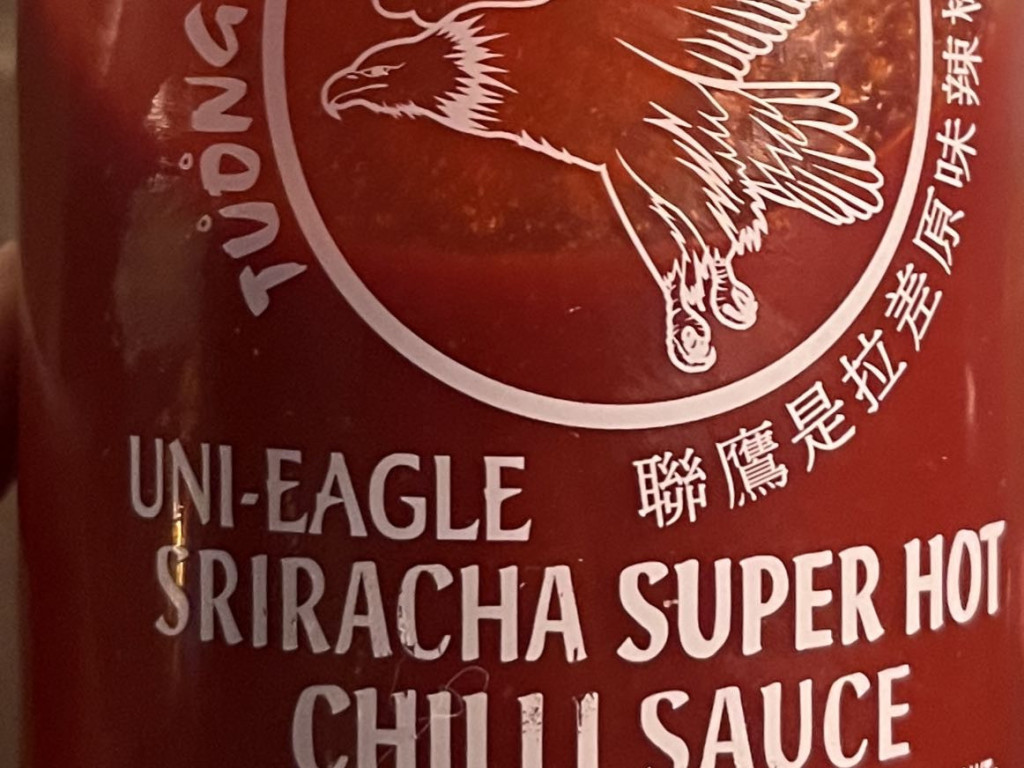 TƯƠNG
聯鷹是拉差原味辣椒
UNI-EAGLE
SRIRACHA SUPER HOT
CHILLI SAUCE